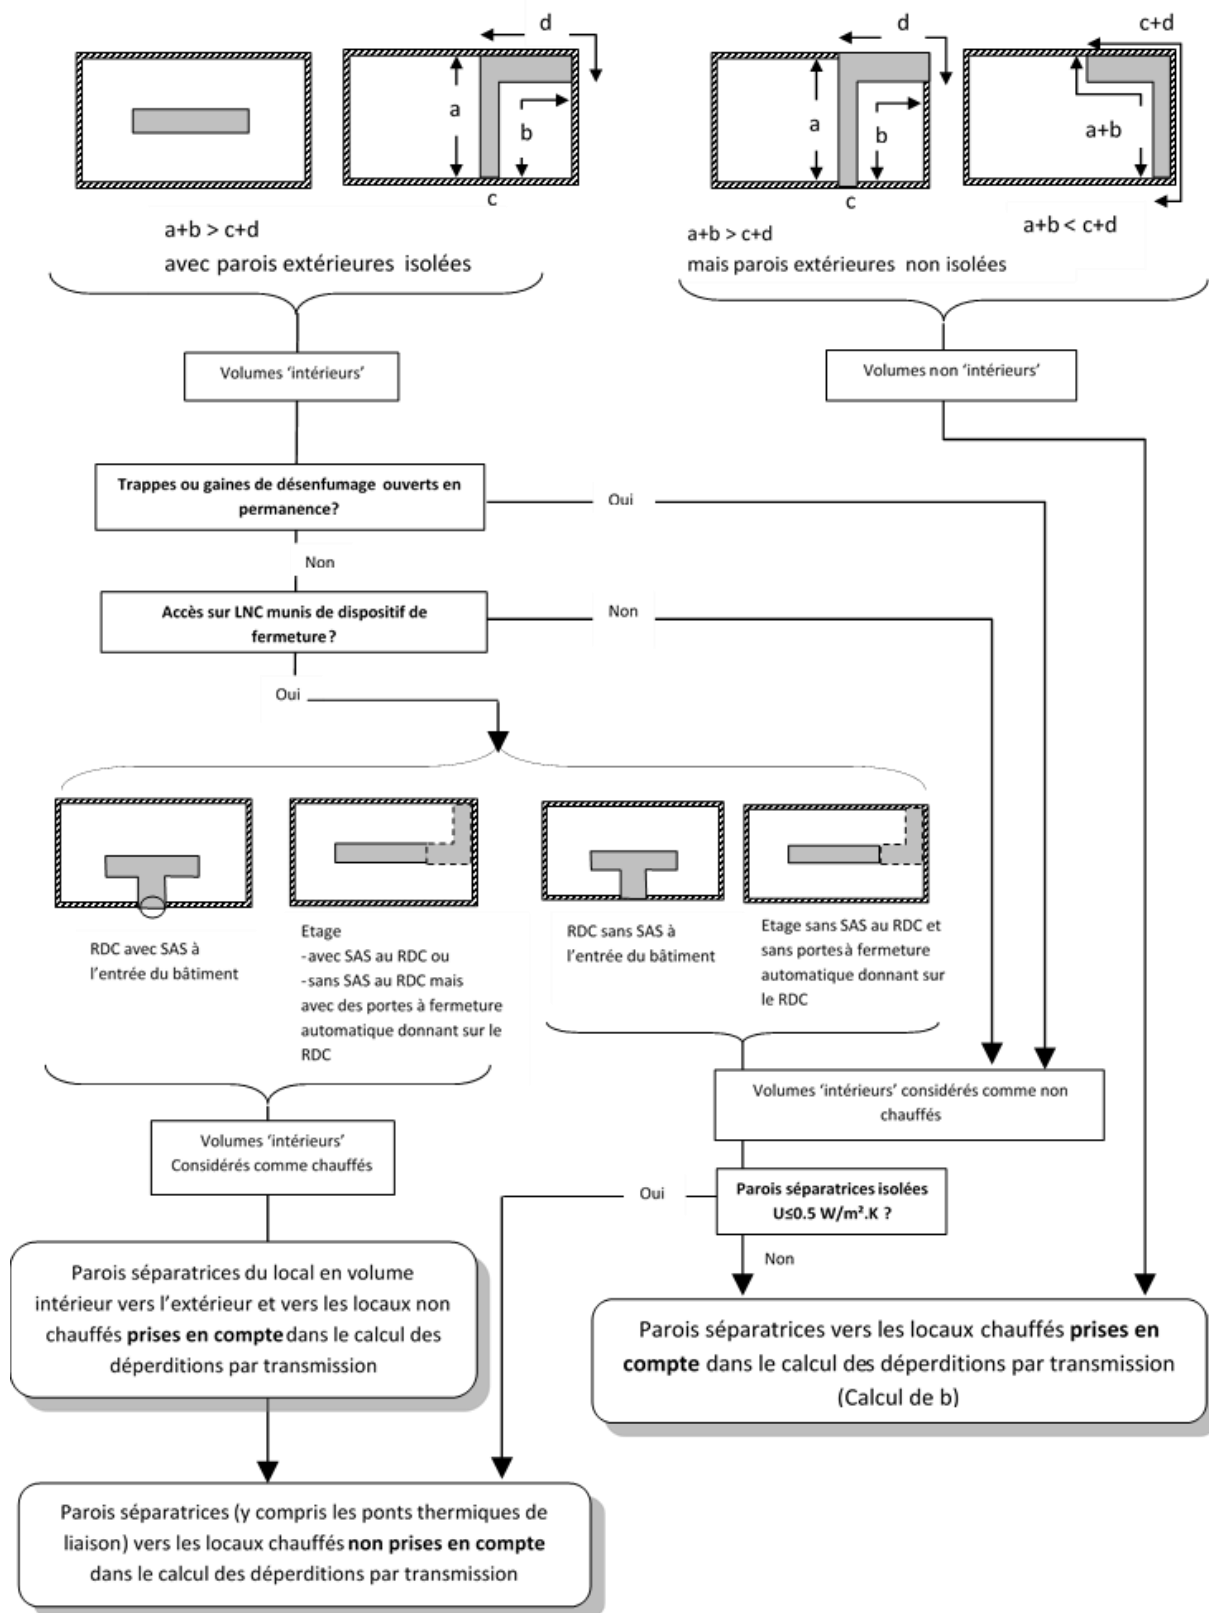 d
a
b
c
d
a
b
c
c+d
a+b
a+b > c+d
avec parois extérieures isolées
a+b > c+d
mais parois extérieures non isolées
a+b < c+d
Volumes ‘intérieurs’
Volumes non ‘intérieurs’
Trappes ou gaines de désenfumage ouverts en
permanence?
Oui
Non
Accès sur LNC munis de dispositif de
fermeture ?
Non
Oui
RDC avec SAS à
l’entrée du bâtiment
Etage
-avec SAS au RDC ou
-sans SAS au RDC mais
avec des portes à fermeture
automatique donnant sur le
RDC
RDC sans SAS à
l’entrée du bâtiment
Etage sans SAS au RDC et
sans portes à fermeture
automatique donnant sur
le RDC
Volumes ‘intérieurs’ considérés comme non
chauffés
Volumes ‘intérieurs’
Considérés comme chauffés
Oui
Parois séparatrices isolées
U≤0.5 W/m².K ?
Non
Parois séparatrices du local en volume
intérieur vers l’extérieur et vers les locaux non
chauffés prises en compte dans le calcul des
déperditions par transmission
Parois séparatrices vers les locaux chauffés prises en
compte dans le calcul des déperditions par transmission
(Calcul de b)
Parois séparatrices (y compris les ponts thermiques de
liaison) vers les locaux chauffés non prises en compte
dans le calcul des déperditions par transmission